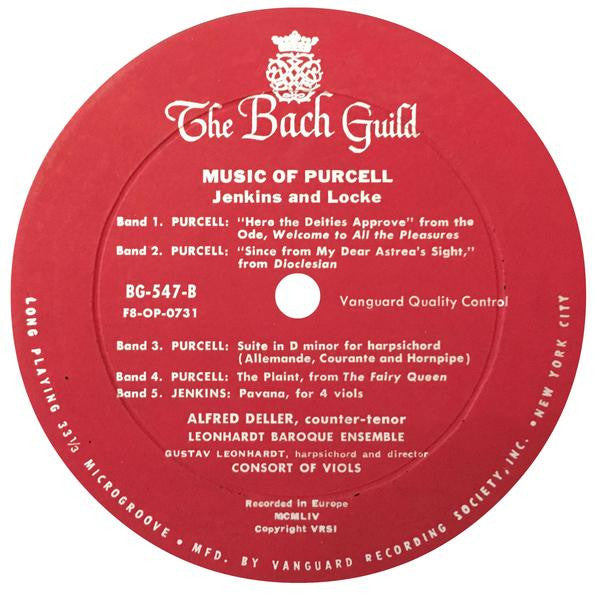 The Bach Guild
MUSIC OF PURCELL
Jenkins and Locke
Band 1. PURCELL: "Here the Deities Approve" from the
Ode, Welcome to All the Pleasures
Band 2. PURCELL: "Since from My Dear Astrea's Sight,"
from Dioclesian
BG-547-B
F8-OP-0731
Vanguard Quality Control
Band 3. PURCELL: Suite in D minor for harpsichord
(Allemande, Courante and Hornpipe)
Band 4. PURCELL: The Plaint, from The Fairy Queen
Band 5. JENKINS: Pavana, for 4 viols
ALFRED DELLER, counter-tenor
LEONHARDT BAROQUE ENSEMBLE
GUSTAV LEONHARDT, harpsichord and director
CONSORT OF VIOLS
Recorded in Europe
MCMLIV
Copyright VRSI
LONG PLAYING 33 1/3 MICROGROOVE • MFD. BY VANGUARD RECORDING SOCIETY, INC. • NEW YORK CITY